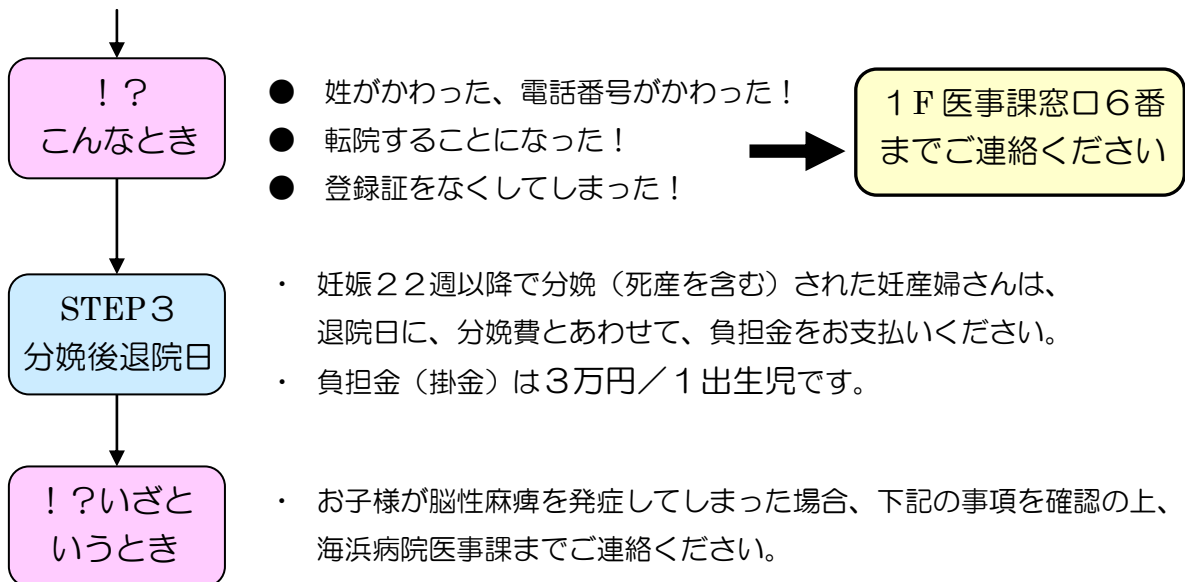 ！？
こんなとき
● 姓がかわった、電話番号がかわった！
● 転院することになった！
● 登録証をなくしてしまった！
１F 医事課窓口６番
までご連絡ください
STEP３
分娩後退院日
・ 妊娠２２週以降で分娩（死産を含む）された妊産婦さんは、
退院日に、分娩費とあわせて、負担金をお支払いください。
・ 負担金（掛金）は３万円／１出生児です。
！？いざと
いうとき
・ お子様が脳性麻痺を発症してしまった場合、下記の事項を確認の上、
海浜病院医事課までご連絡ください。